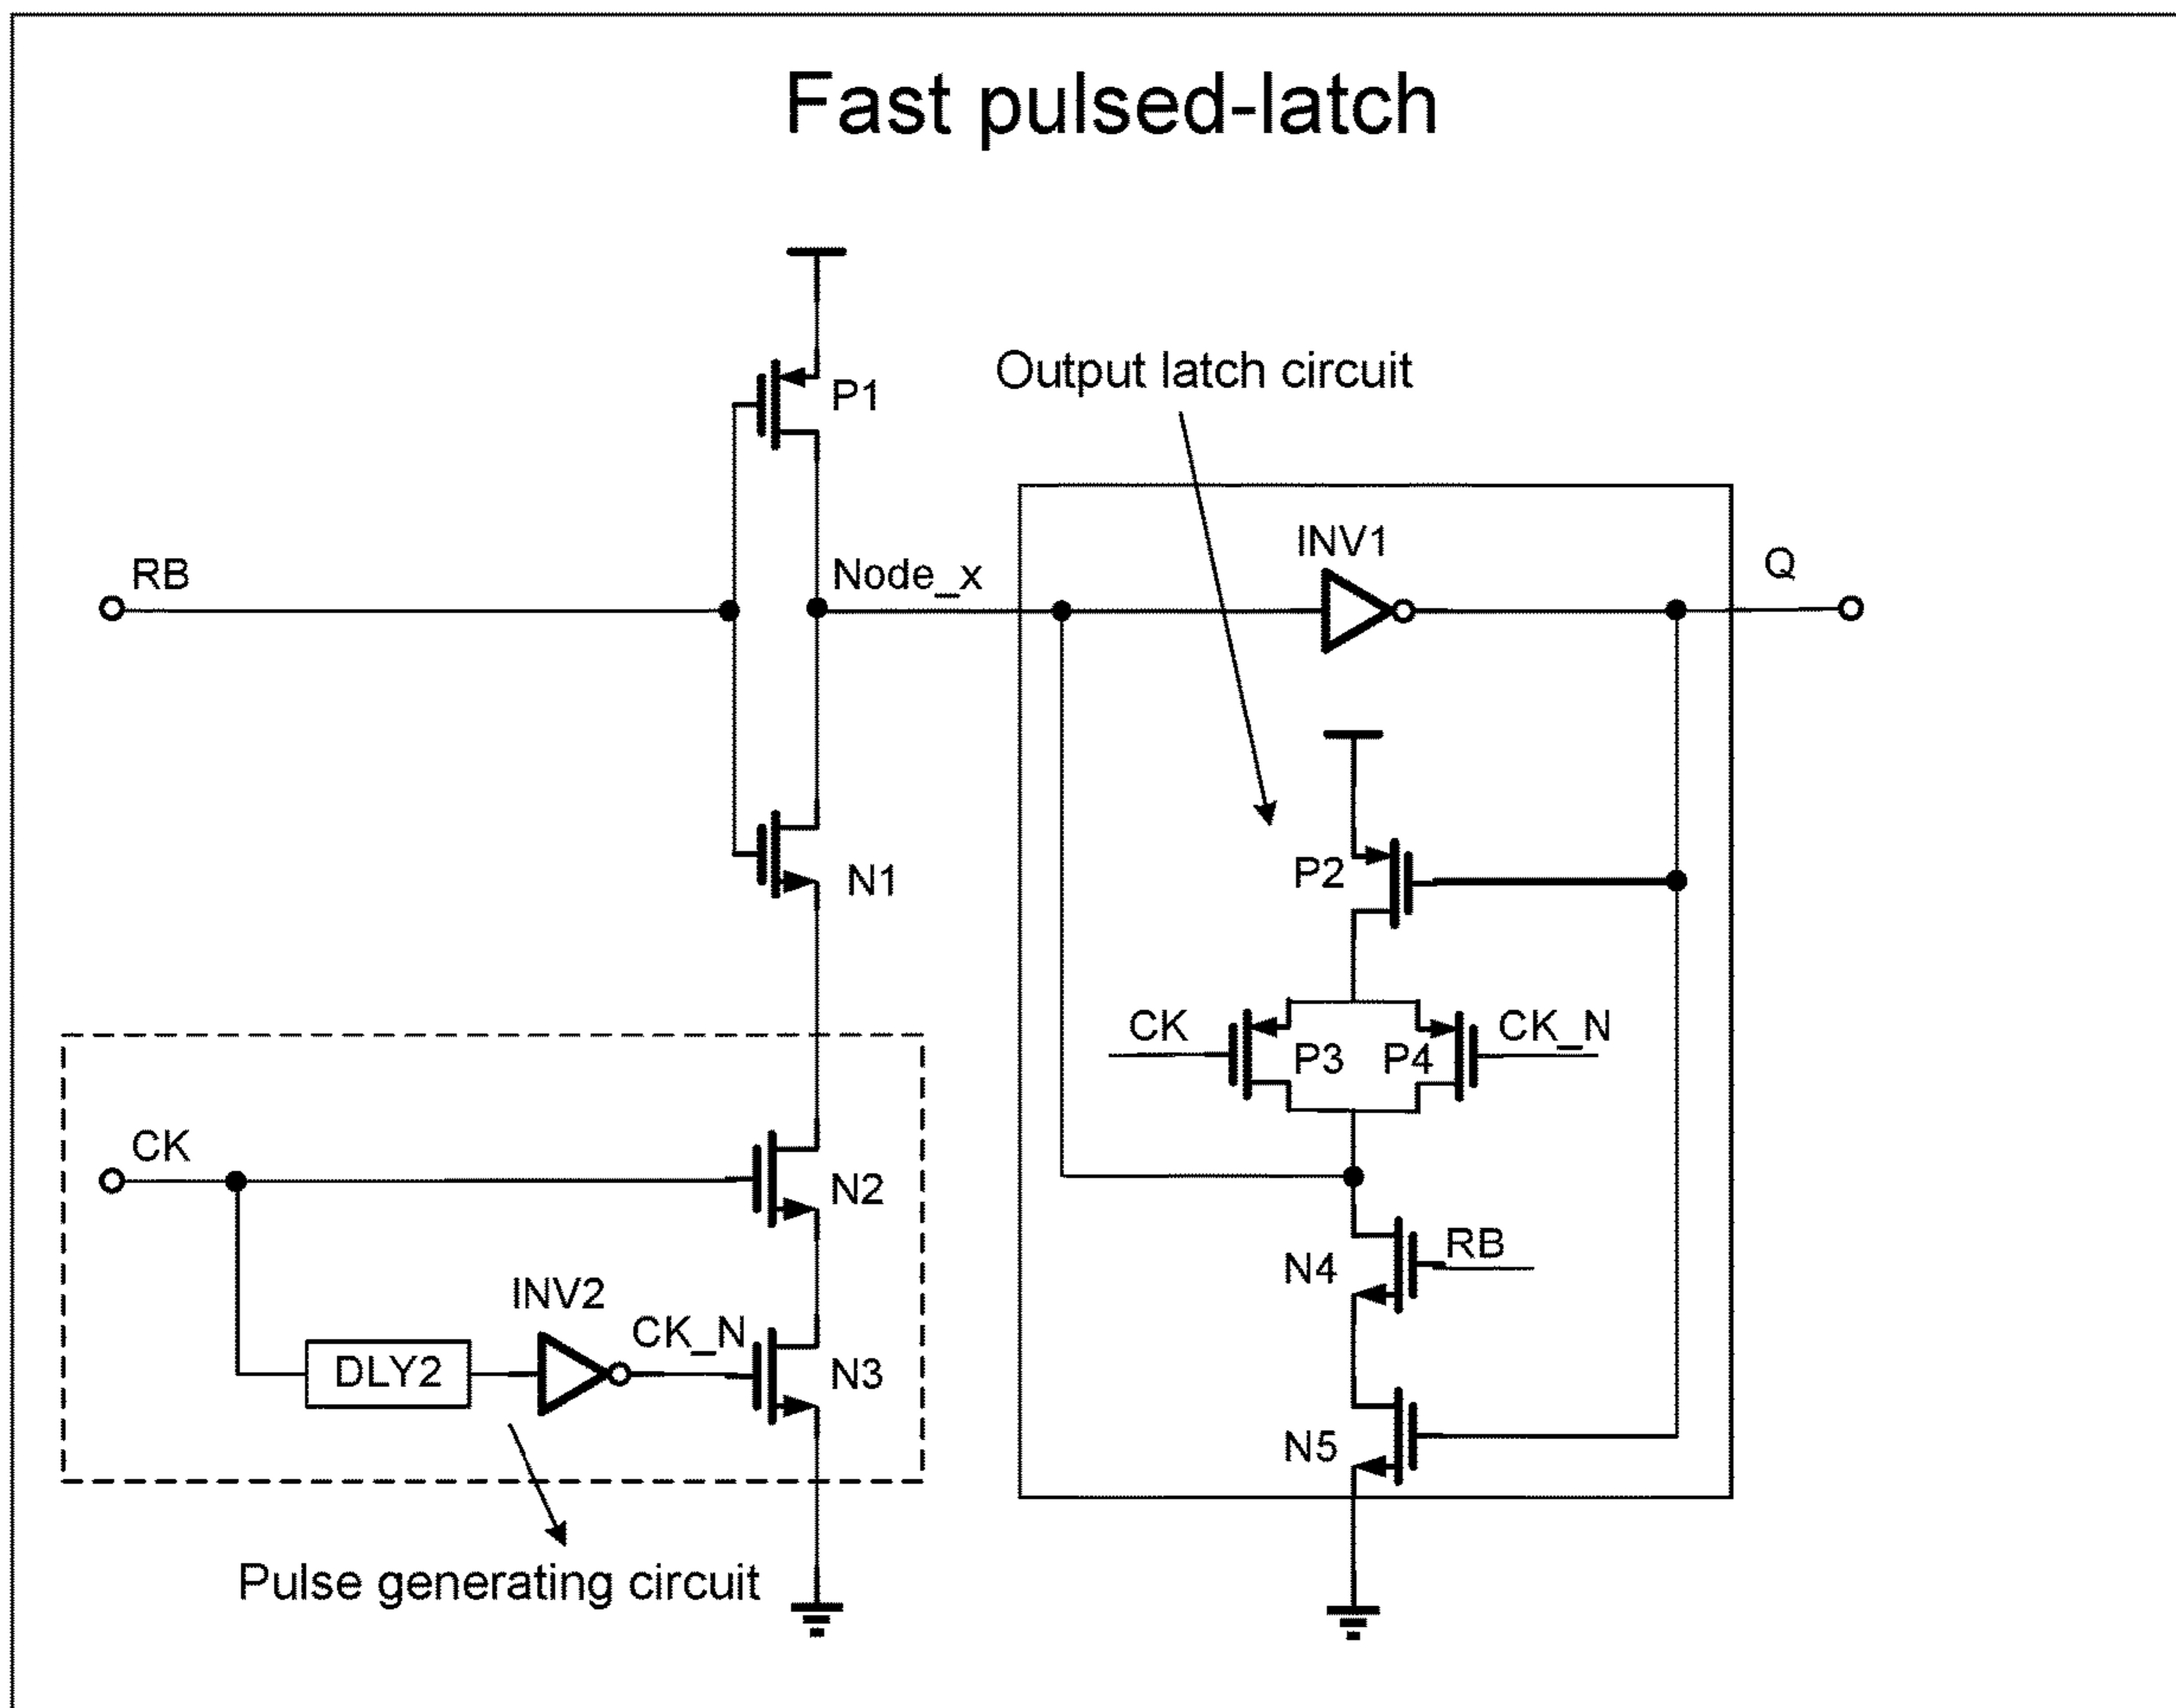 Fast pulsed-latch
P1
Output latch circuit
RB
Node_x
INV1
Q
N1
P2
CK
P3
P4
CK_N
CK
N2
RB
N4
INV2
CK_N
DLY2
N3
N5
Pulse generating circuit